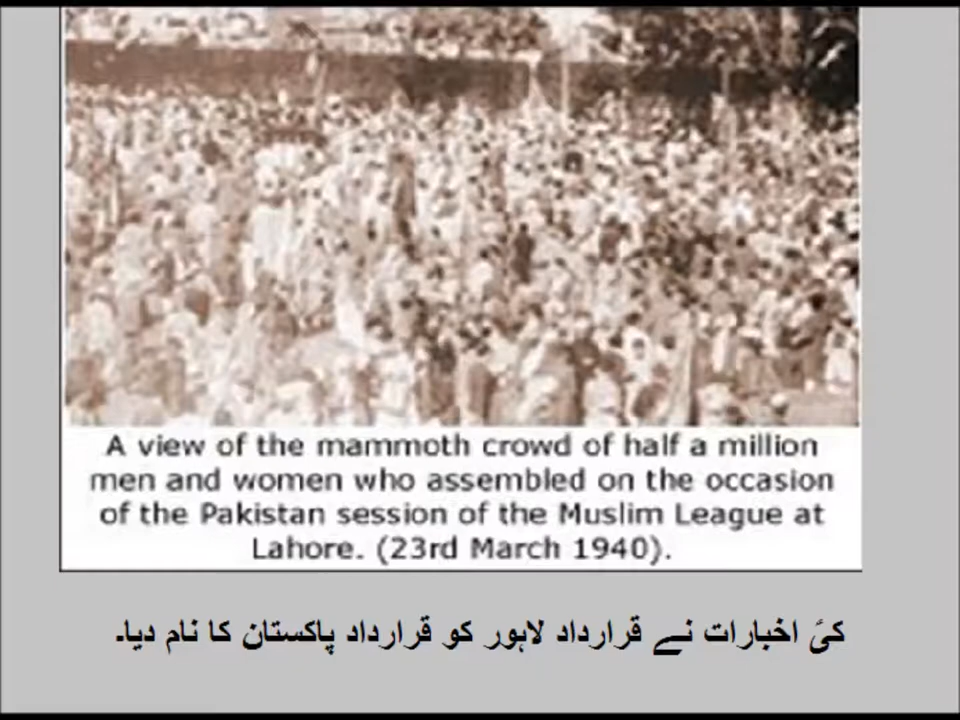 A view of the mammoth crowd of half a million
men and women who assembled on the occasion
of the Pakistan session of the Muslim League at
Lahore. (23rd March 1940).
کیٔ اخبارات نے قرارداد لاہور کو قرارداد پاکستان کا نام دیا۔